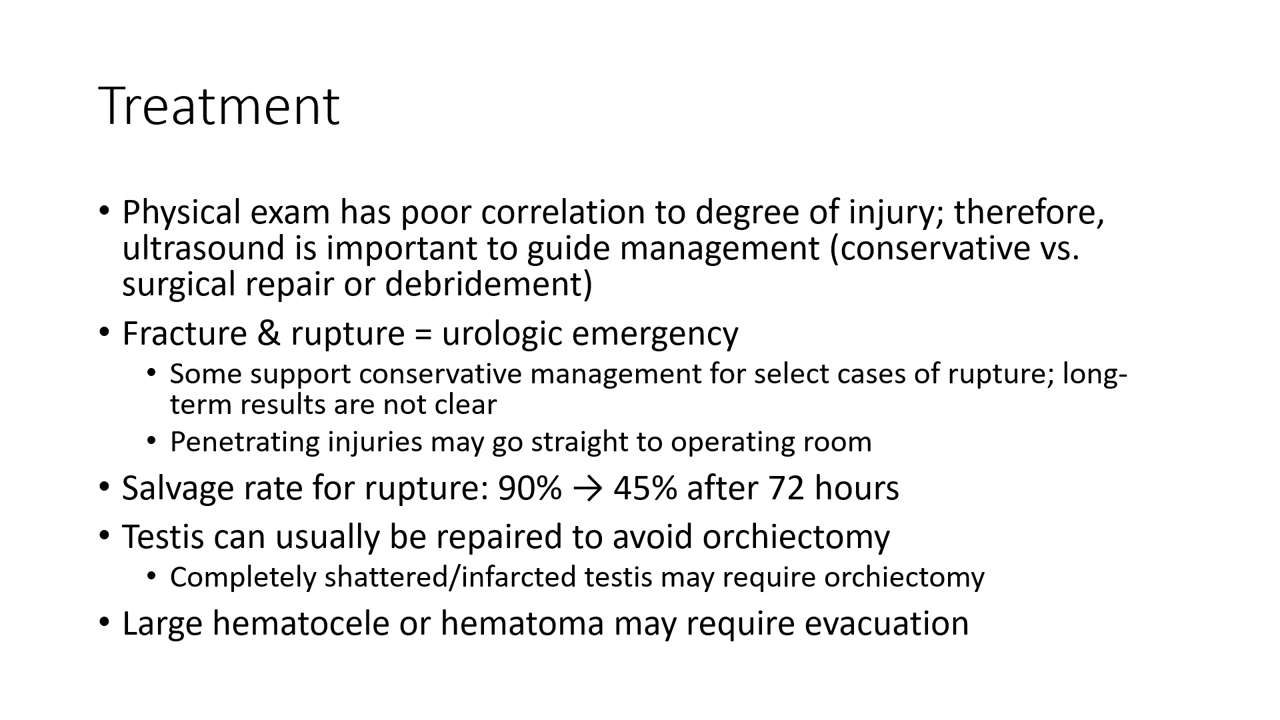 Treatment
• Physical exam has poor correlation to degree of injury; therefore,
ultrasound is important to guide management (conservative vs.
surgical repair or debridement)
• Fracture & rupture = urologic emergency
• Some support conservative management for select cases of rupture; long-
term results are not clear
• Penetrating injuries may go straight to operating room
• Salvage rate for rupture: 90% → 45% after 72 hours
• Testis can usually be repaired to avoid orchiectomy
• Completely shattered/infarcted testis may require orchiectomy
• Large hematocele or hematoma may require evacuation